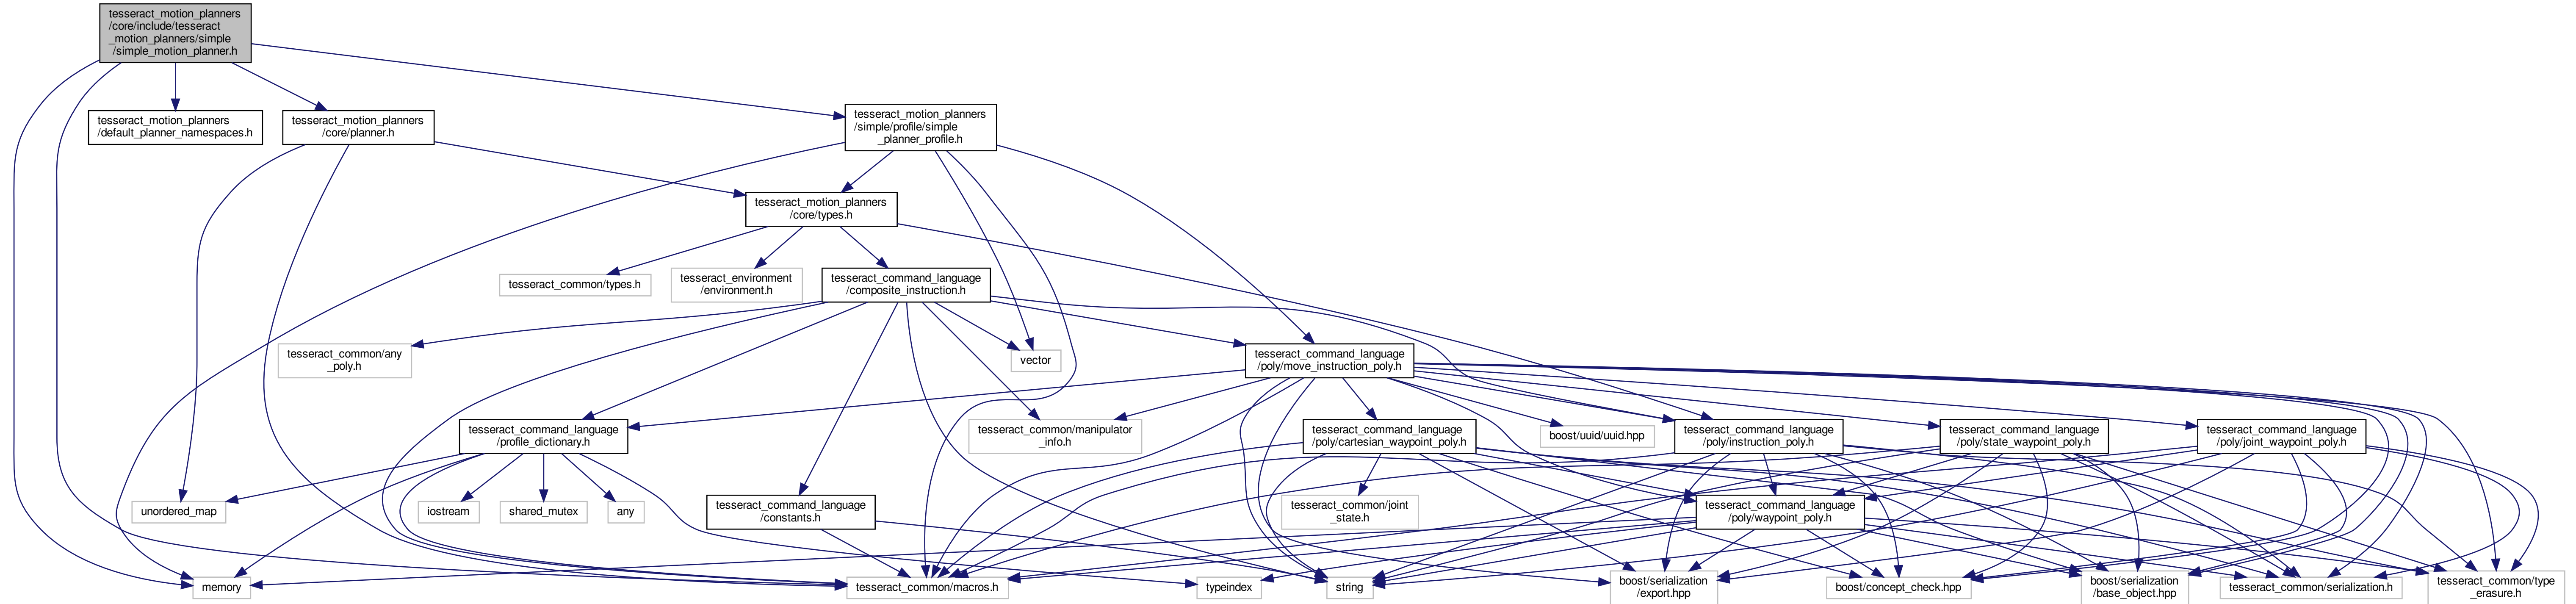 tesseract_motion_planners
/core/include/tesseract
_motion_planners/simple
/simple_motion_planner.h
tesseract_motion_planners
/default_planner_namespaces.h
tesseract_motion_planners
/core/planner.h
tesseract_motion_planners
/simple/profile/simple
_planner_profile.h
tesseract_motion_planners
/core/types.h
tesseract_common/types.h
tesseract_environment
/environment.h
tesseract_command_language
/composite_instruction.h
tesseract_common/any
_poly.h
vector
tesseract_command_language
/poly/move_instruction_poly.h
tesseract_command_language
/profile_dictionary.h
tesseract_common/manipulator
_info.h
tesseract_command_language
/poly/cartesian_waypoint_poly.h
boost/uuid/uuid.hpp
tesseract_command_language
/poly/instruction_poly.h
tesseract_command_language
/poly/state_waypoint_poly.h
tesseract_command_language
/poly/joint_waypoint_poly.h
unordered_map
iostream
shared_mutex
any
tesseract_command_language
/constants.h
tesseract_common/joint
_state.h
tesseract_command_language
/poly/waypoint_poly.h
memory
tesseract_common/macros.h
typeindex
string
boost/serialization
/export.hpp
boost/concept_check.hpp
boost/serialization
/base_object.hpp
tesseract_common/serialization.h
tesseract_common/type
_erasure.h